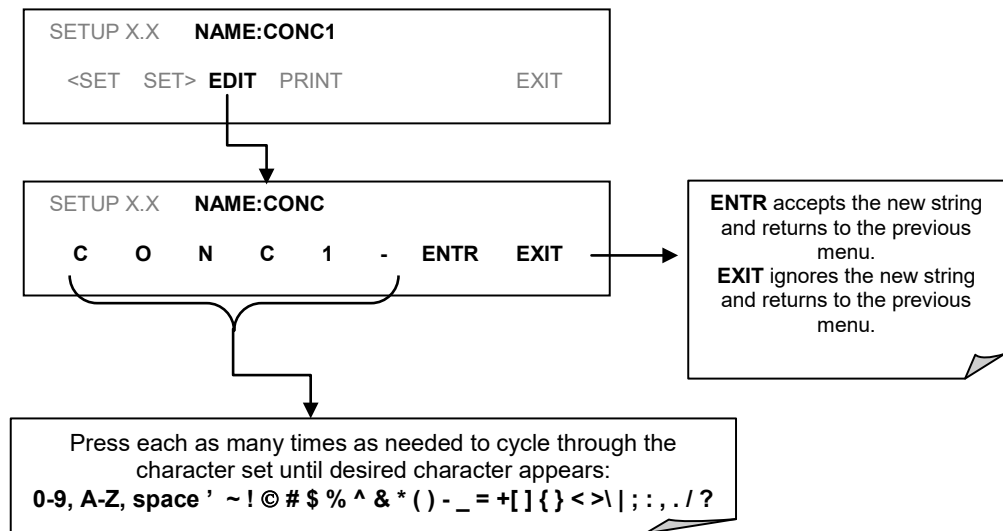 SETUP X.X NAME:CONC1
<SET SET> EDIT PRINT EXIT
SETUP X.X NAME:CONC
C O N C 1 - ENTR EXIT
ENTR accepts the new string
and returns to the previous
menu.
EXIT ignores the new string
and returns to the previous
menu.
Press each as many times as needed to cycle through the
character set until desired character appears:
0-9, A-Z, space ’ ~ ! © # $ % ^ & * ( ) - _ = +[ ] { } < >\ | ; : , . / ?